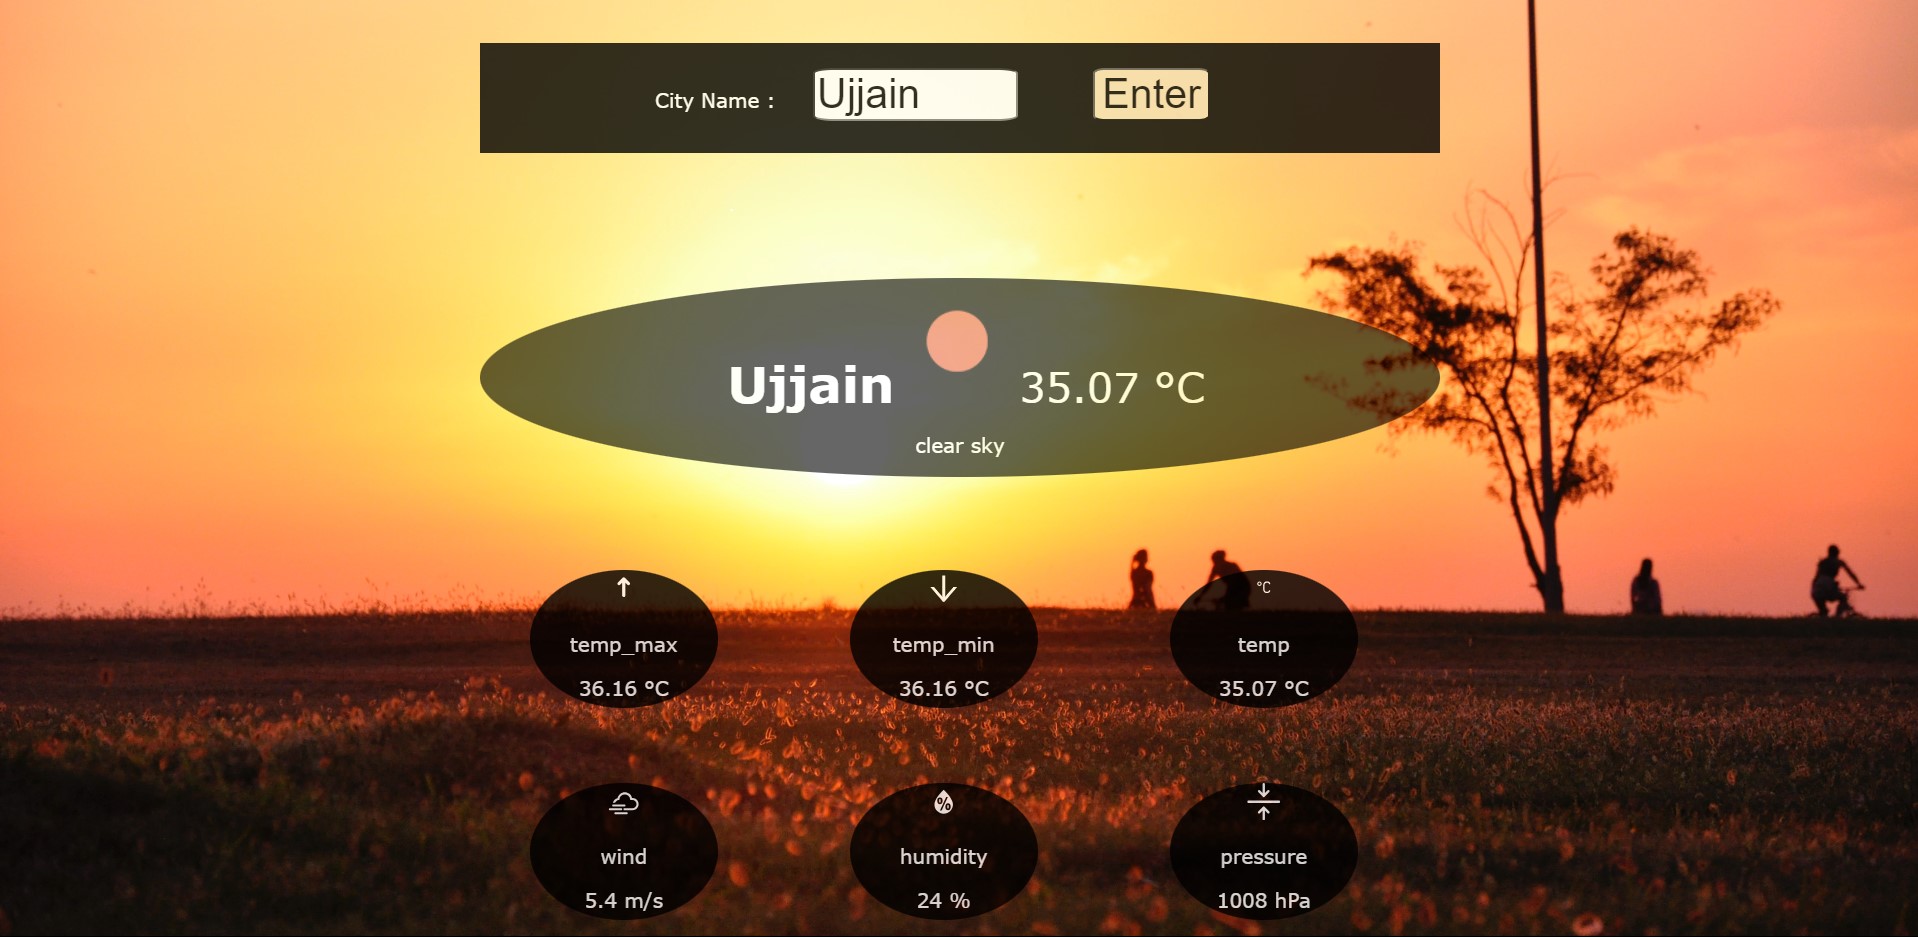 City Name : Ujjain Enter
Ujjain 35.07 °C
clear sky
°C
temp_max temp_min temp
36.16 °C 36.16 °C 35.07 °C
%
wind humidity pressure
5.4 m/s 24 % 1008 hPa